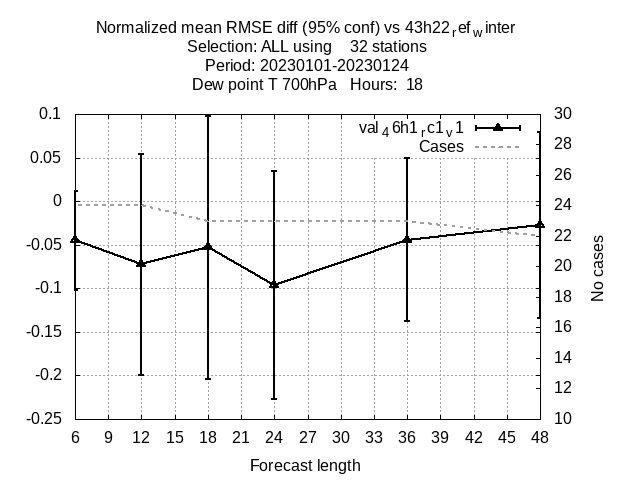 Normalized mean RMSE diff (95% conf) vs 43h22refwinter
Selection: ALL using    32 stations
Period: 20230101-20230124
Dew point T 700hPa   Hours:  18
val46h1rc1v1
Cases
0.1
0.05
0
-0.05
-0.1
-0.15
-0.2
-0.25
30
28
26
24
22
20
18
16
14
12
10
No cases
6 9 12 15 18 21 24 27 30 33 36 39 42 45 48
Forecast length